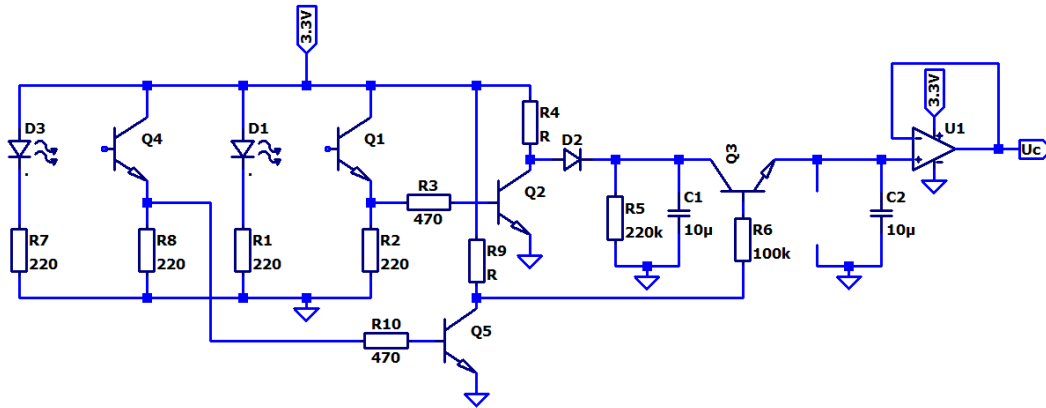 3.3V
D3
.
R7
220
Q4
R8
220
D1
.
R1
220
Q1
R2
220
R3
470
R4
R
Q2
R9
R
R10
470
Q5
D2
R5
220k
C1
10µ
Q3
R6
100k
C2
10µ
3.3V
U1
Uc